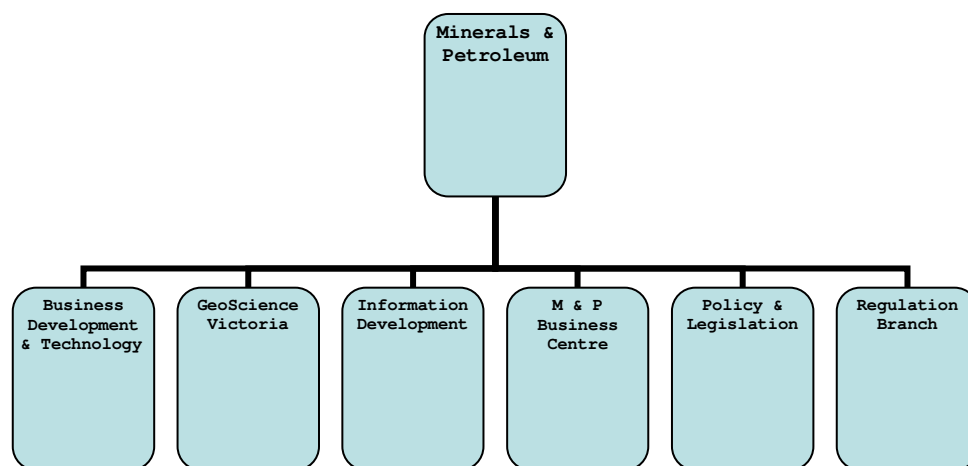 Minerals &
Petroleum
Business
Development
& Technology
GeoScience
Victoria
Information
Development
M & P
Business
Centre
Policy &
Legislation
Regulation
Branch